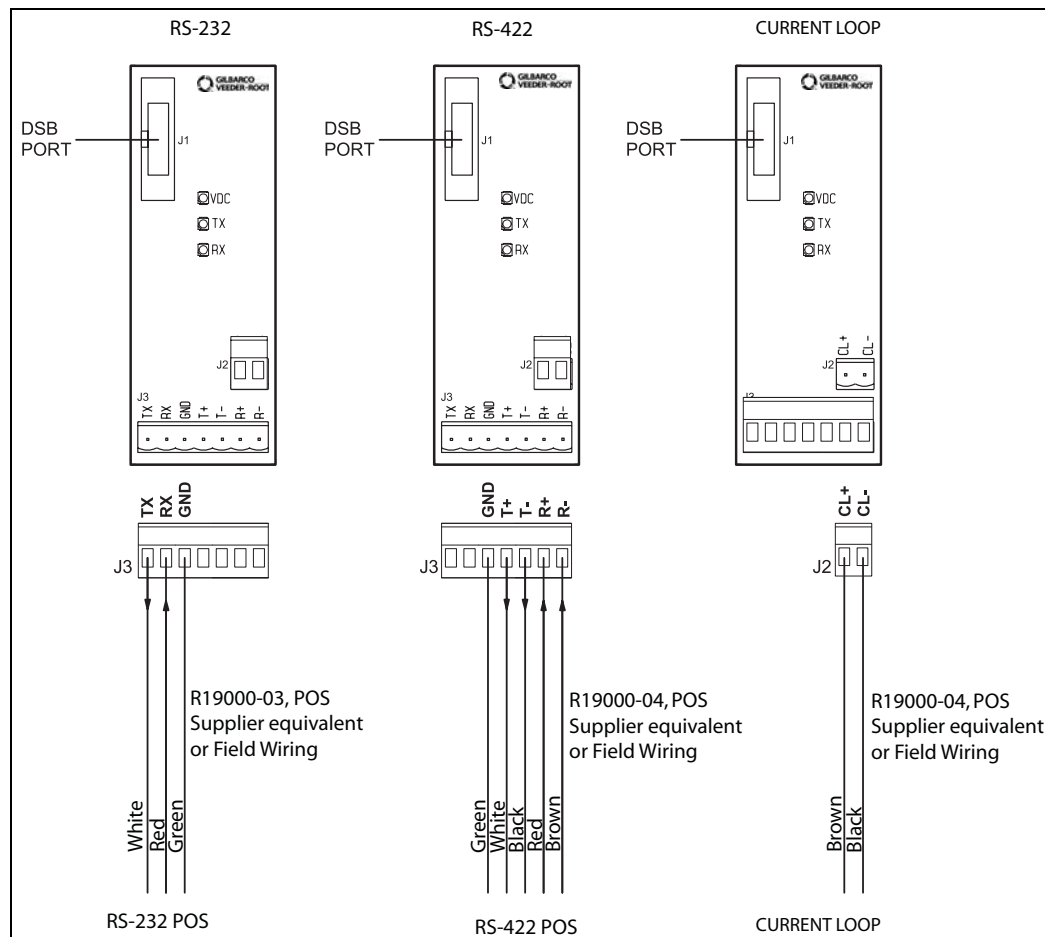 RS-232
GILBARCO
VEEDER-ROOT
DSB
PORT
J1
VDC
TX
RX
J2
J3
TX
RX
GND
T+
T-
R+
R-
TX
RX
GND
J3
R19000-03, POS
Supplier equivalent
or Field Wiring
White
Red
Green
RS-232 POS
RS-422
GILBARCO
VEEDER-ROOT
DSB
PORT
J1
VDC
TX
RX
J2
J3
TX
RX
GND
T+
T-
R+
R-
GND
T+
T-
R+
R-
J3
R19000-04, POS
Supplier equivalent
or Field Wiring
Green
White
Black
Red
Brown
RS-422 POS
CURRENT LOOP
GILBARCO
VEEDER-ROOT
DSB
PORT
J1
VDC
TX
RX
CL+
CL-
J2
CL+
CL-
J2
R19000-04, POS
Supplier equivalent
or Field Wiring
Brown
Black
CURRENT LOOP